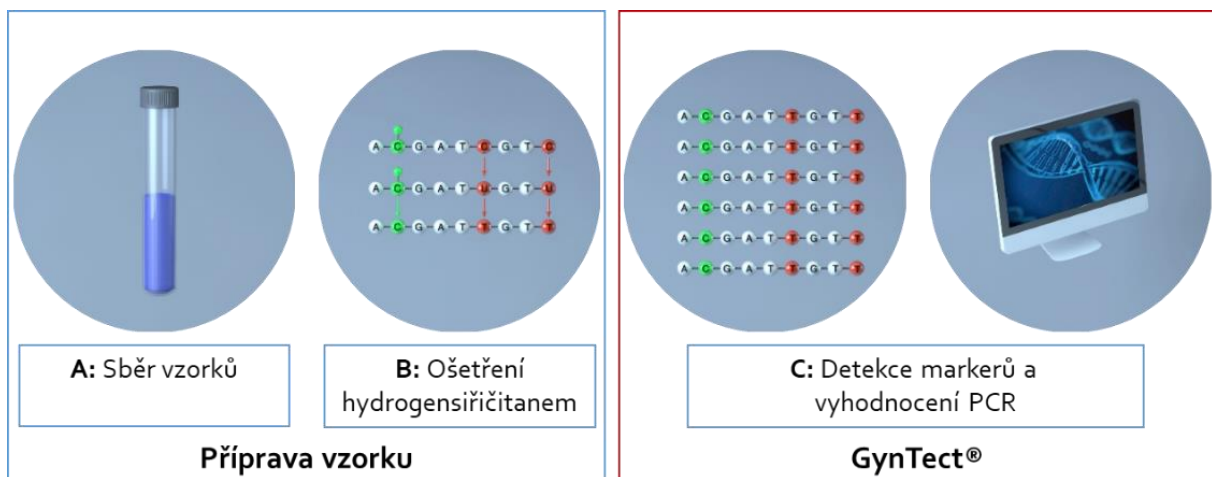 A-C-G-A-T-C-G-T-C
A-C-G-A-T-U-G-T-U
A-C-G-A-T-T-G-T-T
A-C-G-A-T-T-G-T-T
A-C-G-A-T-T-G-T-T
A-C-G-A-T-T-G-T-T
A-C-G-A-T-T-G-T-T
A-C-G-A-T-T-G-T-T
A-C-G-A-T-T-G-T-T
A: Sběr vzorků
B: Ošetření
hydrogensiřičitanem
C: Detekce markerů a
vyhodnocení PCR
Příprava vzorku
GynTect®